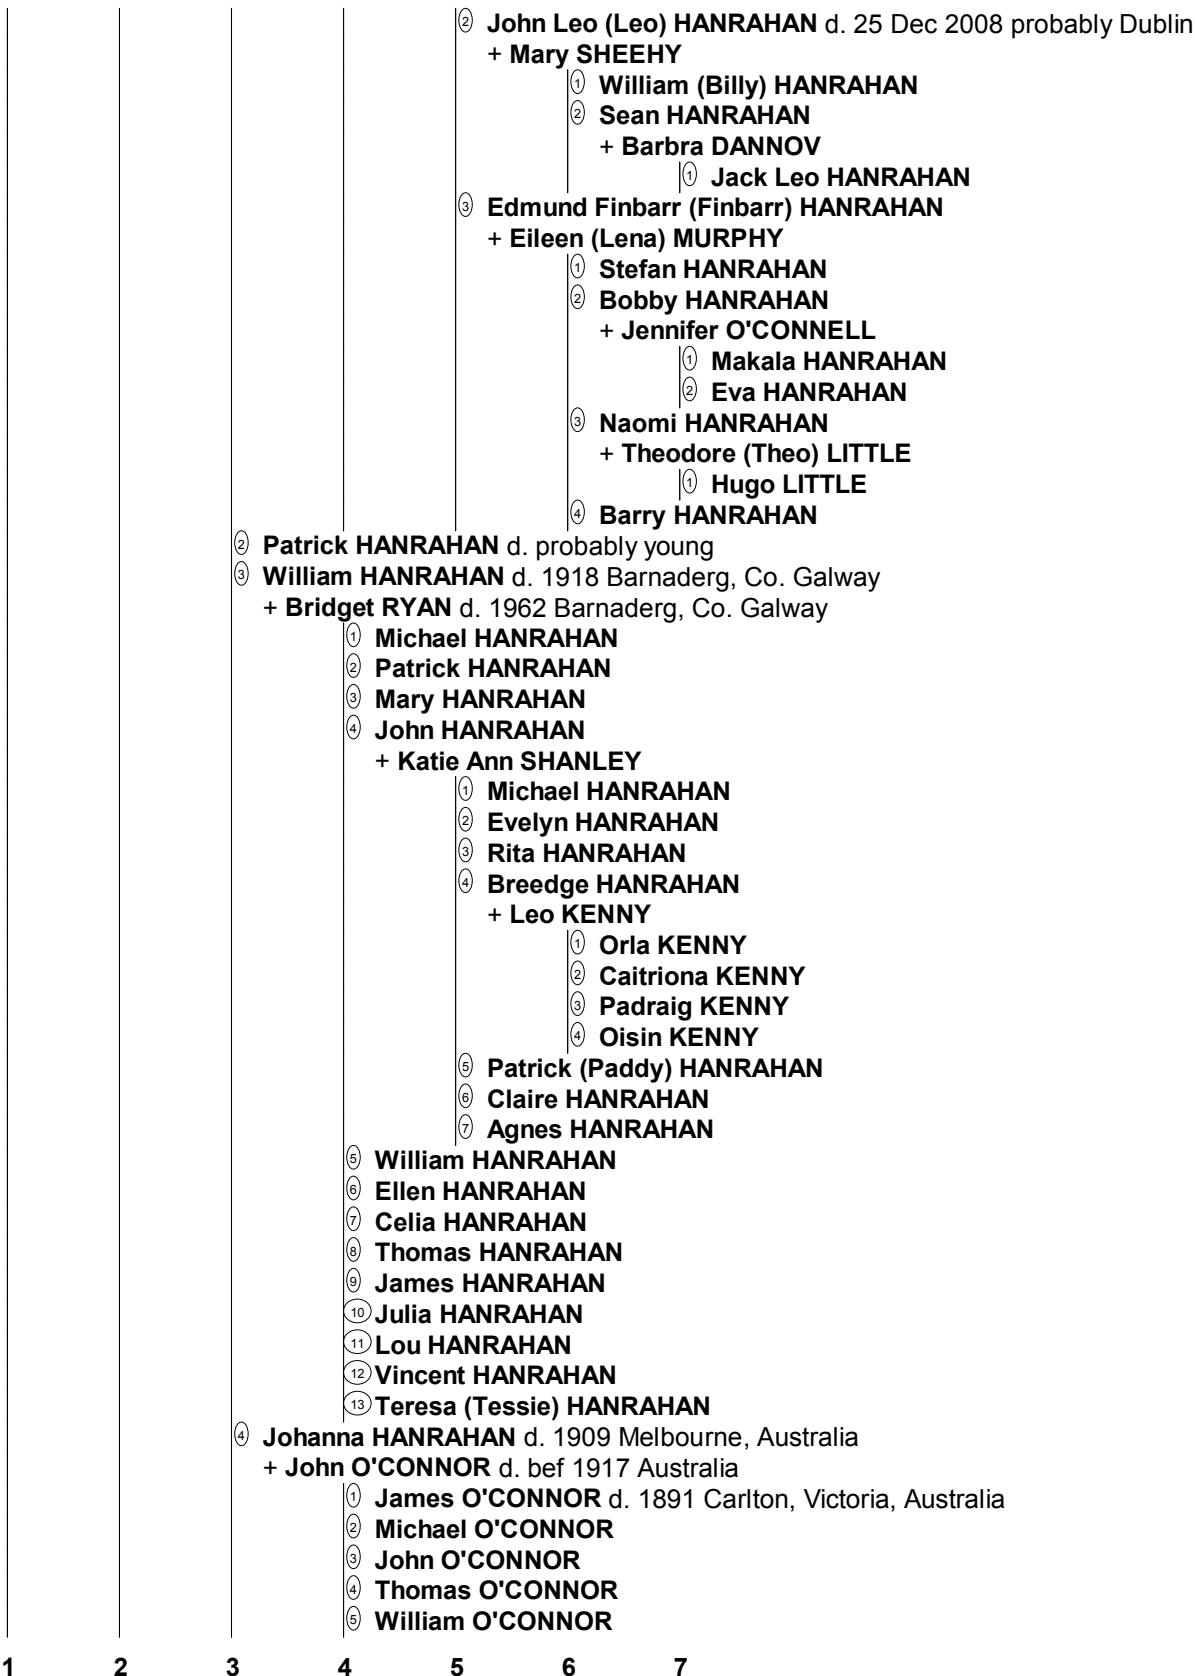 2 John Leo (Leo) HANRAHAN d. 25 Dec 2008 probably Dublin
+ Mary SHEEHY
1 William (Billy) HANRAHAN
2 Sean HANRAHAN
+ Barbra DANNOV
1 Jack Leo HANRAHAN
3 Edmund Finbarr (Finbarr) HANRAHAN
+ Eileen (Lena) MURPHY
1 Stefan HANRAHAN
2 Bobby HANRAHAN
+ Jennifer O'CONNELL
1 Makala HANRAHAN
2 Eva HANRAHAN
3 Naomi HANRAHAN
+ Theodore (Theo) LITTLE
1 Hugo LITTLE
4 Barry HANRAHAN
2 Patrick HANRAHAN d. probably young
3 William HANRAHAN d. 1918 Barnaderg, Co. Galway
+ Bridget RYAN d. 1962 Barnaderg, Co. Galway
1 Michael HANRAHAN
2 Patrick HANRAHAN
3 Mary HANRAHAN
4 John HANRAHAN
+ Katie Ann SHANLEY
1 Michael HANRAHAN
2 Evelyn HANRAHAN
3 Rita HANRAHAN
4 Breedge HANRAHAN
+ Leo KENNY
1 Orla KENNY
2 Caitriona KENNY
3 Padraig KENNY
4 Oisin KENNY
5 Patrick (Paddy) HANRAHAN
6 Claire HANRAHAN
7 Agnes HANRAHAN
5 William HANRAHAN
6 Ellen HANRAHAN
7 Celia HANRAHAN
8 Thomas HANRAHAN
9 James HANRAHAN
10 Julia HANRAHAN
11 Lou HANRAHAN
12 Vincent HANRAHAN
13 Teresa (Tessie) HANRAHAN
4 Johanna HANRAHAN d. 1909 Melbourne, Australia
+ John O'CONNOR d. bef 1917 Australia
1 James O'CONNOR d. 1891 Carlton, Victoria, Australia
2 Michael O'CONNOR
3 John O'CONNOR
4 Thomas O'CONNOR
5 William O'CONNOR
1 2 3 4 5 6 7